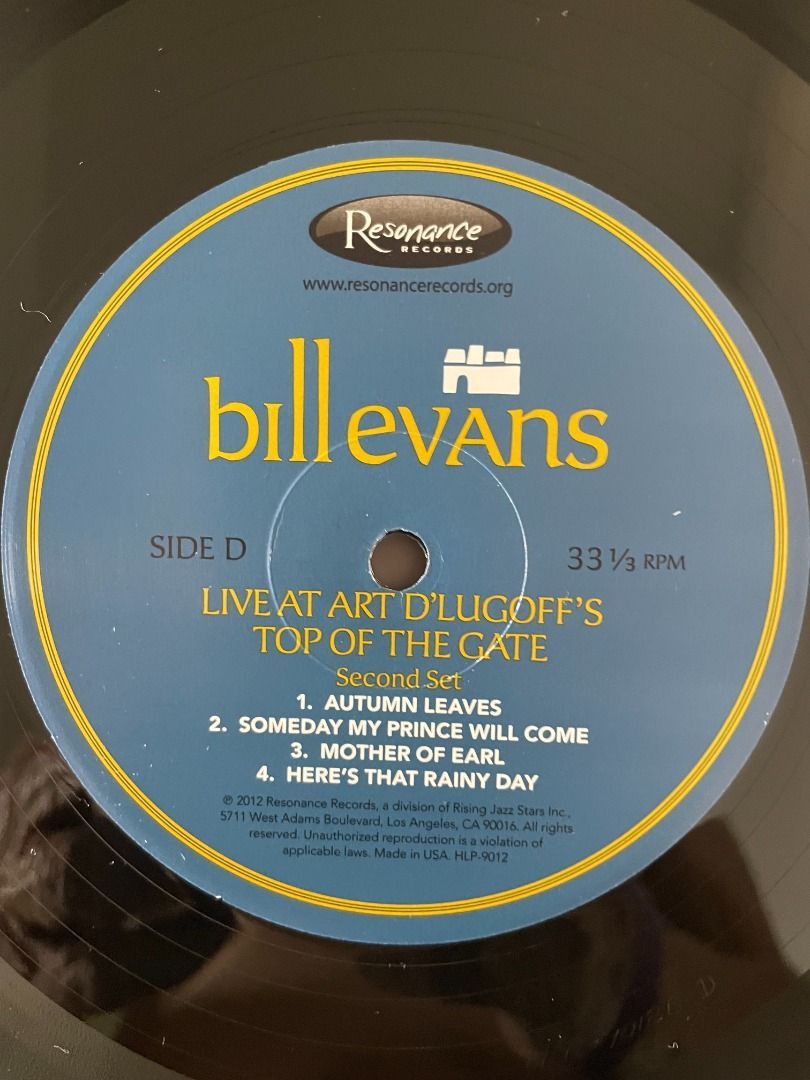 Resonance
RECORDS
www.resonancerecords.org
bill evans
SIDE D
33 1/3 RPM
LIVE AT ART D'LUGOFF'S
TOP OF THE GATE
Second Set
1. AUTUMN LEAVES
2. SOMEDAY MY PRINCE WILL COME
3. MOTHER OF EARL
4. HERE'S THAT RAINY DAY
℗ 2012 Resonance Records, a division of Rising Jazz Stars Inc.,
5711 West Adams Boulevard, Los Angeles, CA 90016. All rights
reserved. Unauthorized reproduction is a violation of
applicable laws. Made in USA. HLP-9012